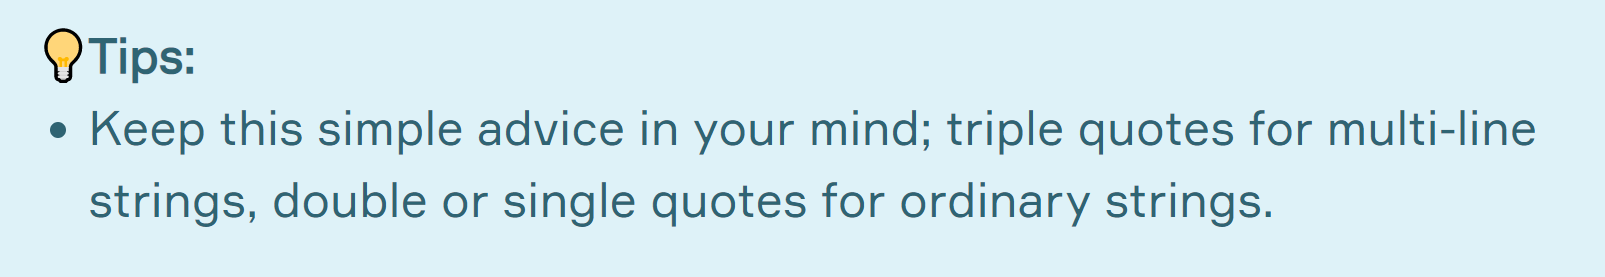 💡Tips:
• Keep this simple advice in your mind; triple quotes for multi-line
strings, double or single quotes for ordinary strings.